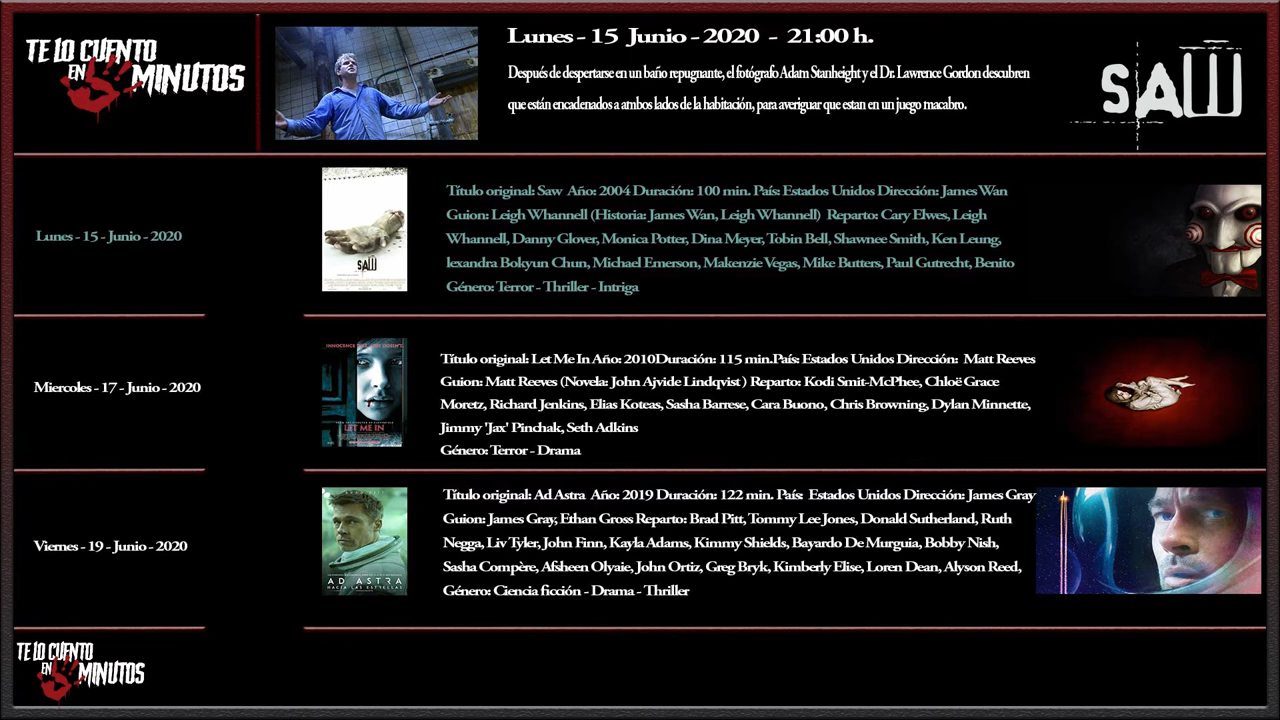 TE LO CUENTO
EN MINUTOS
Lunes - 15 Junio - 2020 - 21:00 h.
Después de despertarse en un baño repugnante, el fotógrafo Adam Stanheight y el Dr. Lawrence Gordon descubren
que están encadenados a ambos lados de la habitación, para averiguar que estan en un juego macabro.
SAW
Lunes - 15 - Junio - 2020
SAW
Título original: Saw Año: 2004 Duración: 100 min. País: Estados Unidos Dirección: James Wan
Guion: Leigh Whannell (Historia: James Wan, Leigh Whannell) Reparto: Cary Elwes, Leigh
Whannell, Danny Glover, Monica Potter, Dina Meyer, Tobin Bell, Shawnee Smith, Ken Leung,
lexandra Bokyun Chun, Michael Emerson, Makenzie Vegas, Mike Butters, Paul Gutrecht, Benito
Género: Terror - Thriller - Intriga
Miercoles - 17 - Junio - 2020
LET ME IN
Título original: Let Me In Año: 2010Duración: 115 min.País: Estados Unidos Dirección: Matt Reeves
Guion: Matt Reeves (Novela: John Ajvide Lindqvist ) Reparto: Kodi Smit-McPhee, Chloë Grace
Moretz, Richard Jenkins, Elias Koteas, Sasha Barrese, Cara Buono, Chris Browning, Dylan Minnette,
Jimmy 'Jax' Pinchak, Seth Adkins
Género: Terror - Drama
Viernes - 19 - Junio - 2020
AD ASTRA
HACIA LAS ESTRELLAS
Título original: Ad Astra Año: 2019 Duración: 122 min. País: Estados Unidos Dirección: James Gray
Guion: James Gray, Ethan Gross Reparto: Brad Pitt, Tommy Lee Jones, Donald Sutherland, Ruth
Negga, Liv Tyler, John Finn, Kayla Adams, Kimmy Shields, Bayardo De Murguia, Bobby Nish,
Sasha Compère, Afsheen Olyaie, John Ortiz, Greg Bryk, Kimberly Elise, Loren Dean, Alyson Reed,
Género: Ciencia ficción - Drama - Thriller
TE LO CUENTO
EN MINUTOS